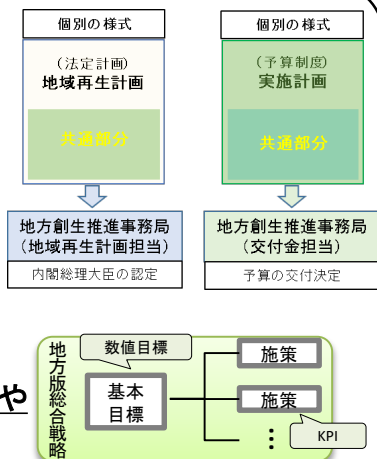 個別の様式
（法定計画）
地域再生計画
共通部分
地方創生推進事務局
（地域再生計画担当）
内閣総理大臣の認定
個別の様式
（予算制度）
実施計画
共通部分
地方創生推進事務局
（交付金担当）
予算の交付決定
や
地方版総合戦略
数値目標
基本
目標
施策
施策
⋮
KPI